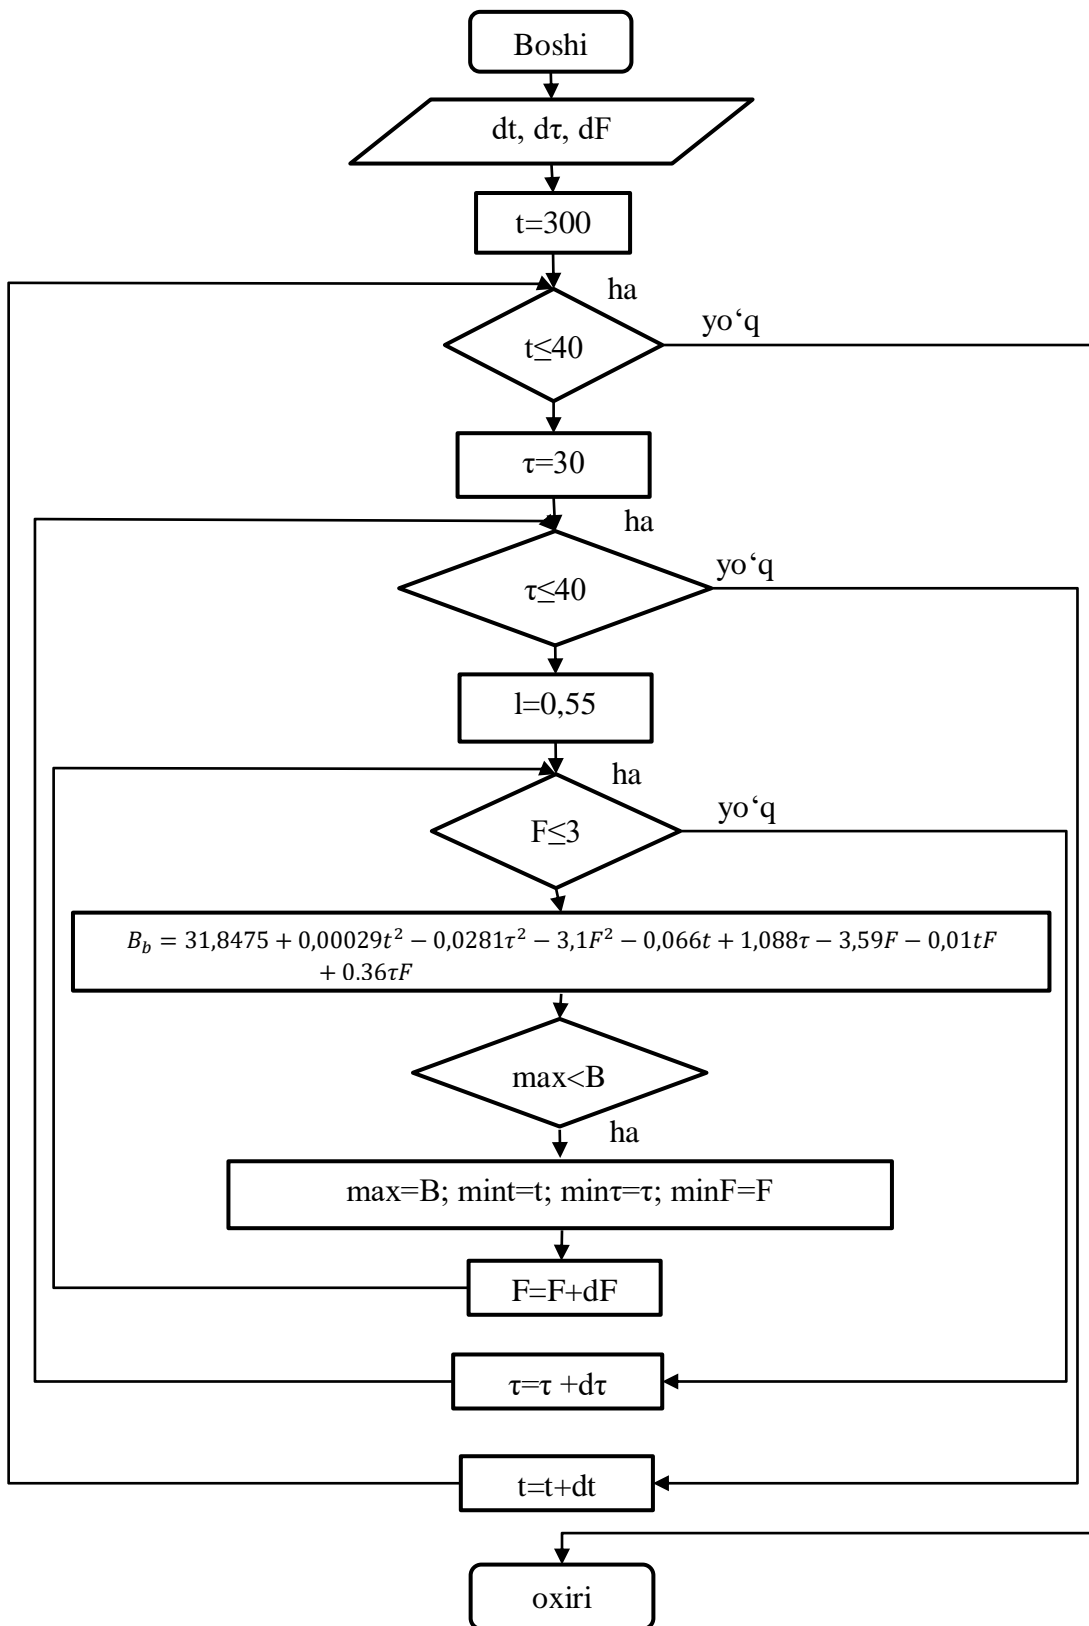 Boshi
dt, dτ, dF
t=300
ha
yo‘q
t≤40
τ=30
ha
yo‘q
τ≤40
l=0,55
ha
yo‘q
F≤3
B_b = 31,8475 + 0,00029t² − 0,0281τ² − 3,1F² − 0,066t + 1,088τ − 3,59F − 0,01tF
+ 0.36τF
max<B
ha
max=B; mint=t; minτ=τ; minF=F
F=F+dF
τ=τ +dτ
t=t+dt
oxiri